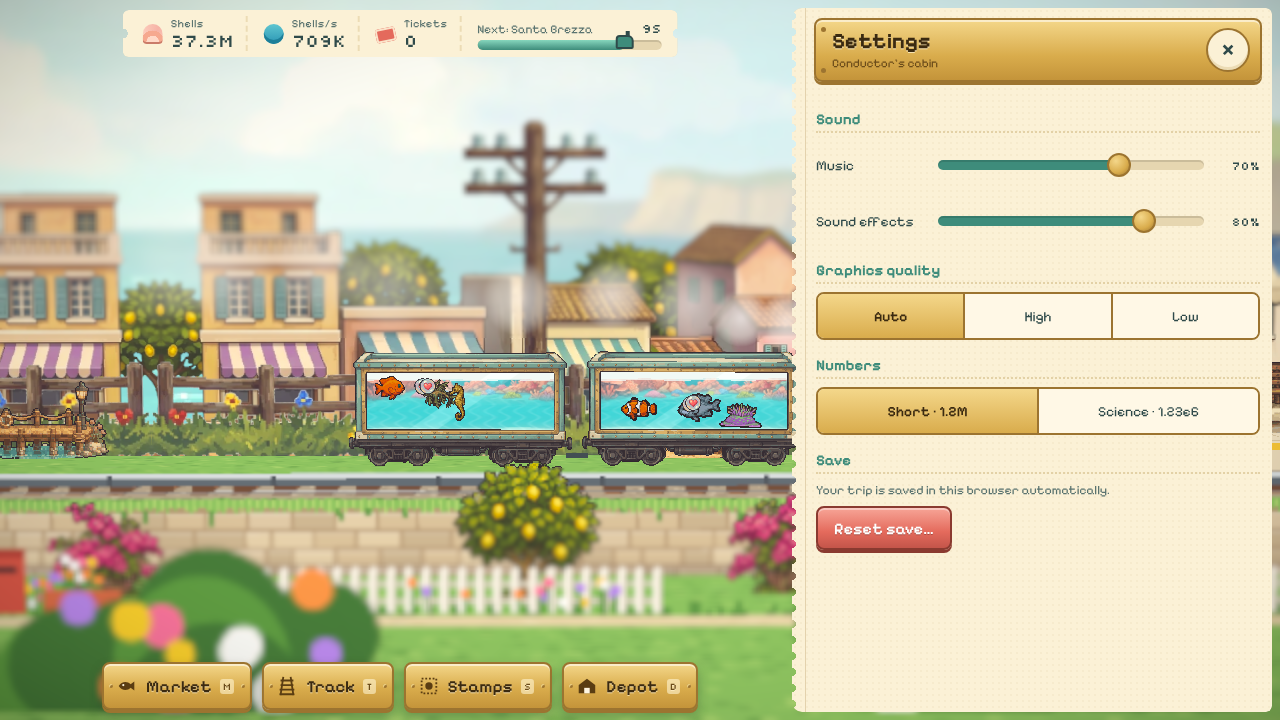 Shells
37.3M
Shells/s
709K
Tickets
0
Next: Santa Brezza
9s
Settings
Conductor's cabin
Sound
Music
70%
Sound effects
80%
Graphics quality
Auto
High
Low
Numbers
Short · 1.2M
Science · 1.23e6
Save
Your trip is saved in this browser automatically.
Reset save…
Market M
Track T
Stamps S
Depot D